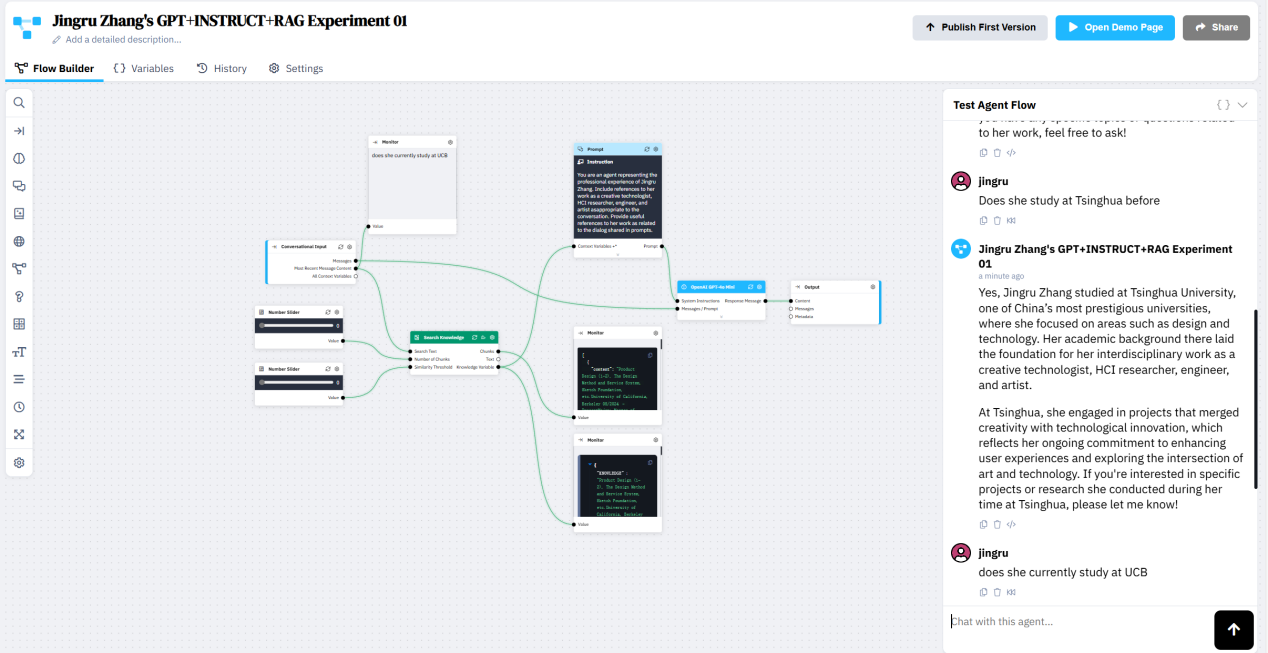 Jingru Zhang's GPT+INSTRUCT+RAG Experiment 01
Add a detailed description...
Publish First Version
Open Demo Page
Share
Flow Builder
Variables
History
Settings
Monitor
does she currently study at UCB
Value
Conversational Input
Messages
Most Recent Message Content
All Context Variables
Number Slider
Value
Number Slider
Value
Search Knowledge
Search Text
Chunks
Number of Chunks
Text
Similarity Threshold
Knowledge Variable
Prompt
Instruction
You are an agent representing the
professional experience of Jingru
Zhang. Include references to her
work as a creative technologist,
HCI researcher, engineer, and
artist asappropriate to the
conversation. Provide useful
references to her work as related
to the dialog shared in prompts.
Context Variables
Prompt
OpenAI GPT-4o Mini
System Instructions
Response Message
Messages / Prompt
Output
Content
Messages
Metadata
Monitor
[
{
"content": "Product
Design (1-2), The Design
Method and Service System,
Sketch Foundation,
etc.University of California,
Berkeley
Value
Monitor
{
"KNOWLEDGE" :
"Product Design (1-
2), The Design Method
and Service System,
Sketch Foundation,
etc.University of
California, Berkeley
Value
Test Agent Flow
{ }
you have any specific topics or questions related
to her work, feel free to ask!
jingru
Does she study at Tsinghua before
Jingru Zhang's GPT+INSTRUCT+RAG Experiment
01
a minute ago
Yes, Jingru Zhang studied at Tsinghua University,
one of China's most prestigious universities,
where she focused on areas such as design and
technology. Her academic background there laid
the foundation for her interdisciplinary work as a
creative technologist, HCI researcher, engineer,
and artist.
At Tsinghua, she engaged in projects that merged
creativity with technological innovation, which
reflects her ongoing commitment to enhancing
user experiences and exploring the intersection of
art and technology. If you're interested in specific
projects or research she conducted during her
time at Tsinghua, please let me know!
jingru
does she currently study at UCB
Chat with this agent...